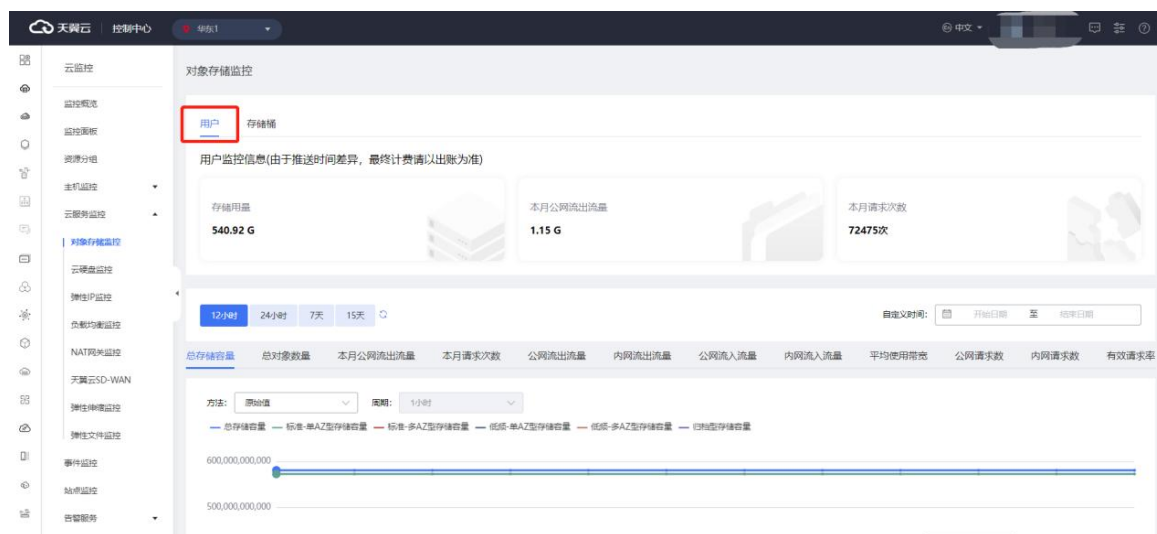 天翼云 控制中心 华东1 中文
云监控
监控概览
监控面板
资源分组
主机监控
云服务监控
对象存储监控
云硬盘监控
弹性IP监控
负载均衡监控
NAT网关监控
天翼云SD-WAN
弹性伸缩监控
弹性文件监控
事件监控
站点监控
告警服务
对象存储监控
用户 存储桶
用户监控信息(由于推送时间差异，最终计费请以出账为准)
存储用量
540.92 G
本月公网流出流量
1.15 G
本月请求次数
72475次
12小时 24小时 7天 15天
自定义时间: 开始日期 至 结束日期
总存储容量 总对象数量 本月公网流出流量 本月请求次数 公网流出流量 内网流出流量 公网流入流量 内网流入流量 平均使用带宽 公网请求数 内网请求数 有效请求率
方法: 原始值 周期: 1小时
总存储容量 标准-单AZ型存储容量 标准-多AZ型存储容量 低频-单AZ型存储容量 低频-多AZ型存储容量 归档型存储容量
600,000,000,000
500,000,000,000